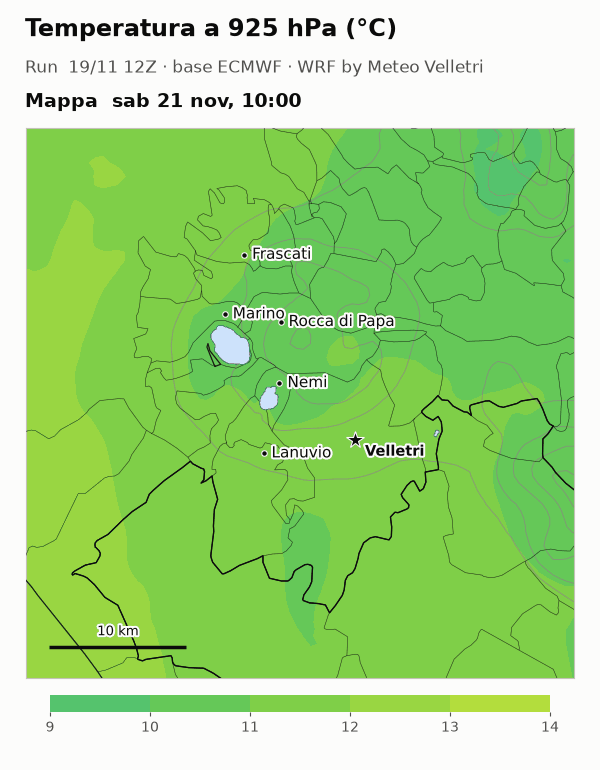 Temperatura a 925 hPa (°C)
Run  19/11 12Z · base ECMWF · WRF by Meteo Velletri
Mappa  sab 21 nov, 10:00
Frascati
Marino
Rocca di Papa
Nemi
Lanuvio
Velletri
10 km
9 10 11 12 13 14